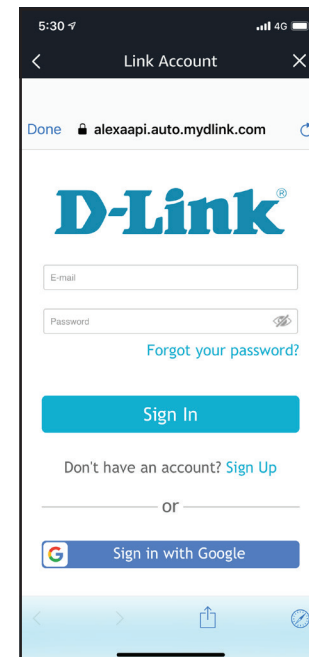 5:30 4G
Link Account
Done alexaapi.auto.mydlink.com
D-Link®
E-mail
Password
Forgot your password?
Sign In
Don't have an account? Sign Up
or
G Sign in with Google